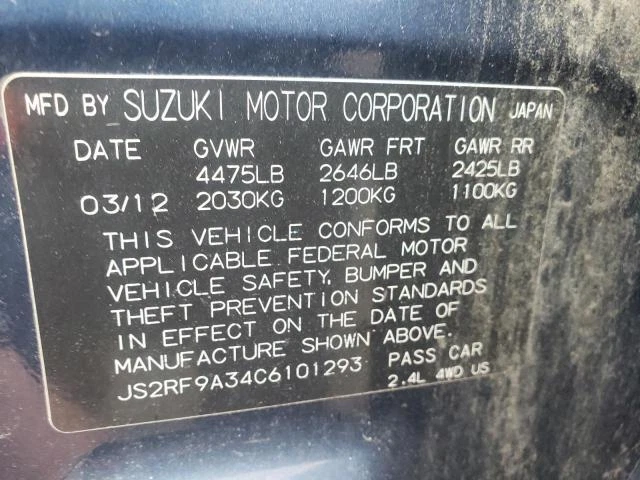 MFD BY SUZUKI MOTOR CORPORATION JAPAN
DATE GVWR GAWR FRT GAWR RR
4475LB 2646LB 2425LB
03/12 2030KG 1200KG 1100KG
THIS VEHICLE CONFORMS TO ALL
APPLICABLE FEDERAL MOTOR
VEHICLE SAFETY, BUMPER AND
THEFT PREVENTION STANDARDS
IN EFFECT ON THE DATE OF
MANUFACTURE SHOWN ABOVE.
JS2RF9A34C6101293 PASS CAR
2.4L 4WD US